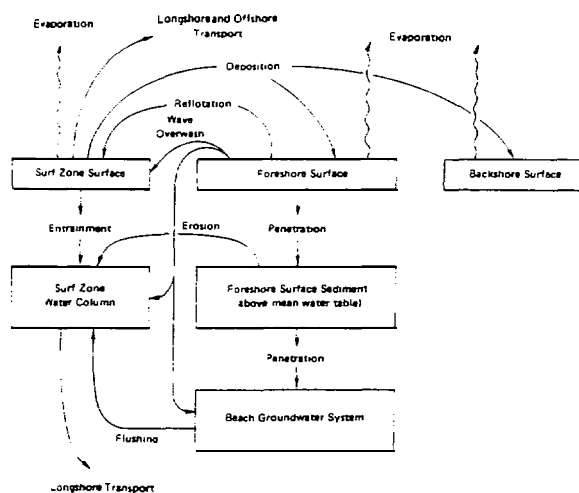 Longshore and Offshore
Transport
Evaporation
Evaporation
Deposition
Reflotation
Wave
Overwash
Surf Zone Surface
Foreshore Surface
Backshore Surface
Entrainment
Erosion
Penetration
Surf Zone
Water Column
Foreshore Surface Sediment
above mean water table)
Penetration
Beach Groundwater System
Flushing
Longshore Transport